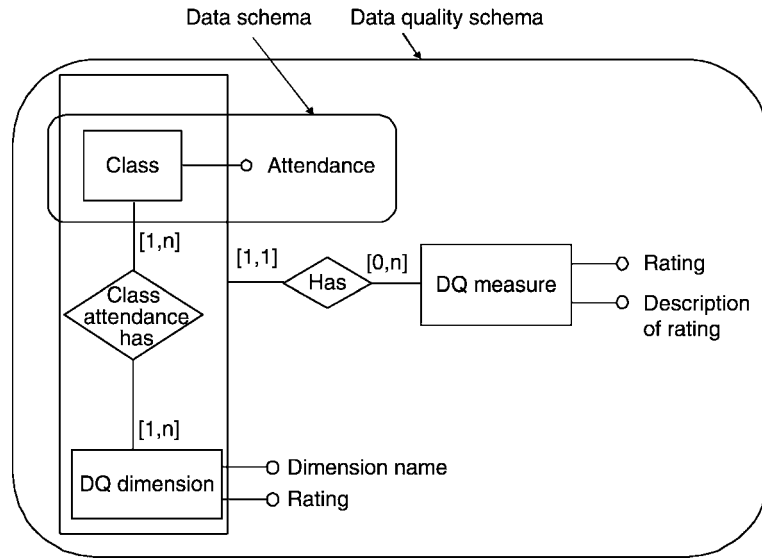 Data schema
Data quality schema
Class
Attendance
[1,n]
[1,1]
Has
[0,n]
DQ measure
Rating
Description
of rating
Class
attendance
has
[1,n]
DQ dimension
Dimension name
Rating